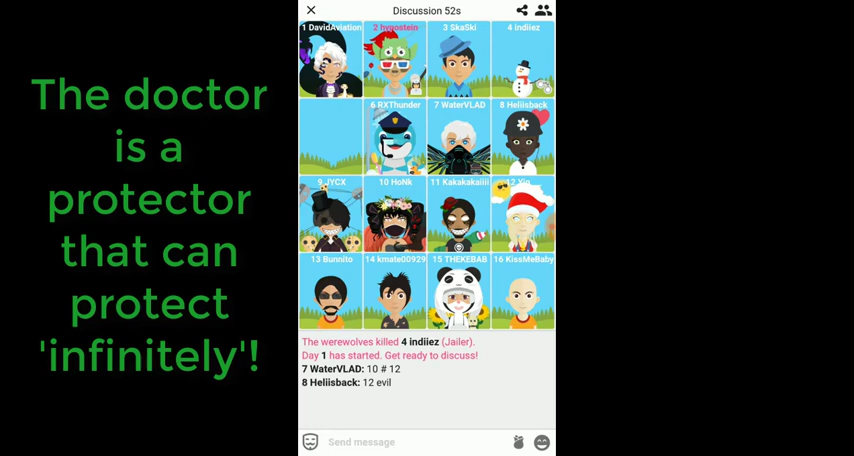 The doctor
is a
protector
that can
protect
'infinitely'!
Discussion 52s
1 DavidAviation
2 hypostein
3 SkaSki
4 indiiez
6 RXThunder
7 WaterVLAD
8 Heliisback
9 JYCX
10 HoNk
11 Kakakakaiiii
12
13 Bunnito
14 kmate00929
15 THEKEBAB
16 KissMeBaby
The werewolves killed 4 indiiez (Jailer).
Day 1 has started. Get ready to discuss!
7 WaterVLAD: 10 # 12
8 Heliisback: 12 evil
Send message